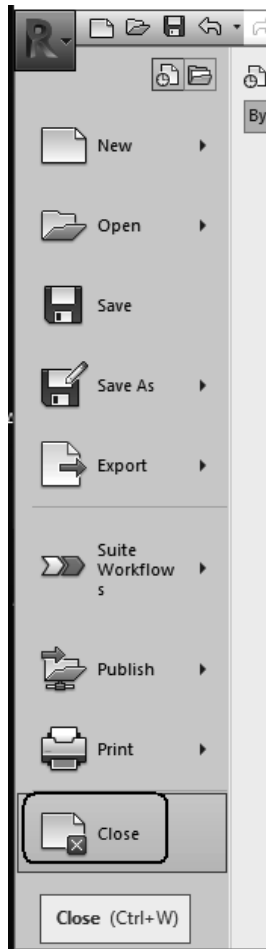 R
By
New
Open
Save
Save As
Export
Suite
Workflow
s
Publish
Print
Close
Close (Ctrl+W)